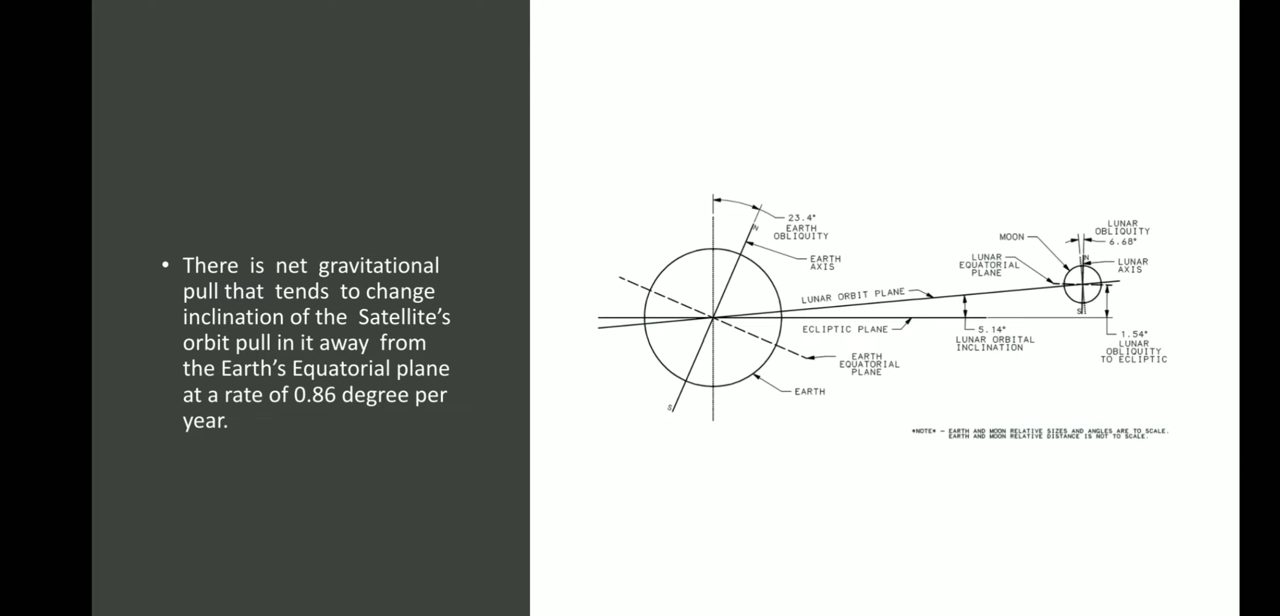 • There is net gravitational
pull that tends to change
inclination of the Satellite's
orbit pull in it away from
the Earth's Equatorial plane
at a rate of 0.86 degree per
year.
23.4°
EARTH
OBLIQUITY
N
EARTH
AXIS
LUNAR ORBIT PLANE
ECLIPTIC PLANE
EARTH
EQUATORIAL
PLANE
EARTH
S
5.14°
LUNAR ORBITAL
INCLINATION
MOON
LUNAR
EQUATORIAL
PLANE
LUNAR
OBLIQUITY
6.68°
N
LUNAR
AXIS
S
1.54°
LUNAR
OBLIQUITY
TO ECLIPTIC
*NOTE* - EARTH AND MOON RELATIVE SIZES AND ANGLES ARE TO SCALE.
EARTH AND MOON RELATIVE DISTANCE IS NOT TO SCALE.